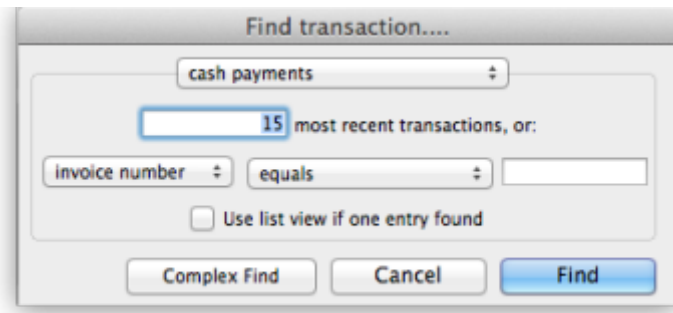 Find transaction....
cash payments
15 most recent transactions, or:
invoice number equals
Use list view if one entry found
Complex Find Cancel Find